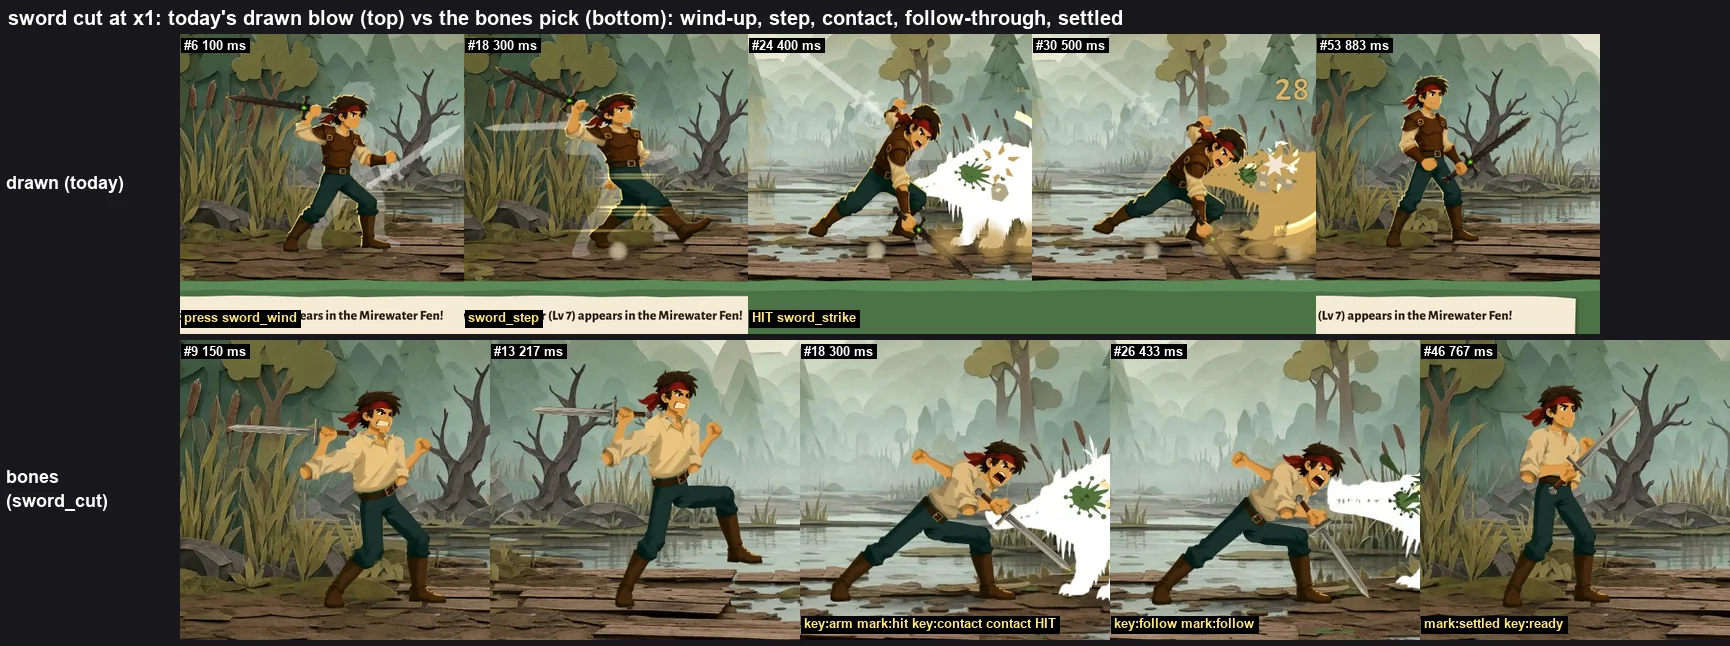 sword cut at x1: today's drawn blow (top) vs the bones pick (bottom): wind-up, step, contact, follow-through, settled
#6 100 ms
#18 300 ms
#24 400 ms
#30 500 ms
#53 883 ms
28
drawn (today)
press sword_wind
ears in the Mirewater Fen!
sword_step
(Lv 7) appears in the Mirewater Fen!
HIT sword_strike
(Lv 7) appears in the Mirewater Fen!
#9 150 ms
#13 217 ms
#18 300 ms
#26 433 ms
#46 767 ms
bones
(sword_cut)
key:arm mark:hit key:contact contact HIT
key:follow mark:follow
mark:settled key:ready